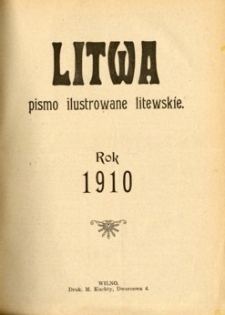 LITWA
pismo ilustrowane litewskie.
Rok
1910
WILNO.
Druk. M. Kuchty, Dworcowa 4.